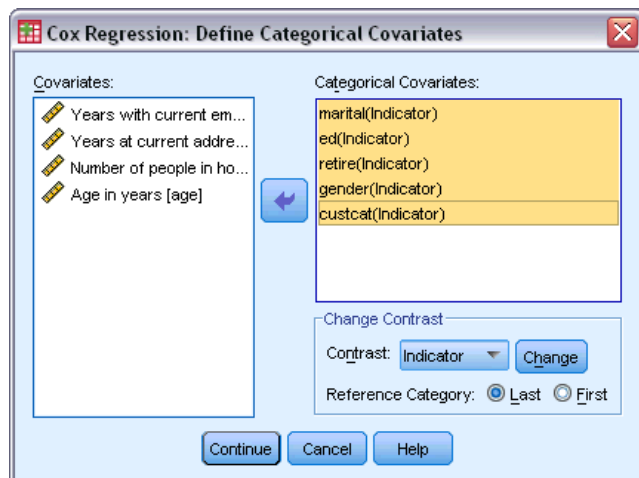 Cox Regression: Define Categorical Covariates
Covariates:
Years with current em...
Years at current addre...
Number of people in ho...
Age in years [age]
Categorical Covariates:
marital(Indicator)
ed(Indicator)
retire(Indicator)
gender(Indicator)
custcat(Indicator)
Change Contrast
Contrast: Indicator Change
Reference Category: Last First
Continue Cancel Help